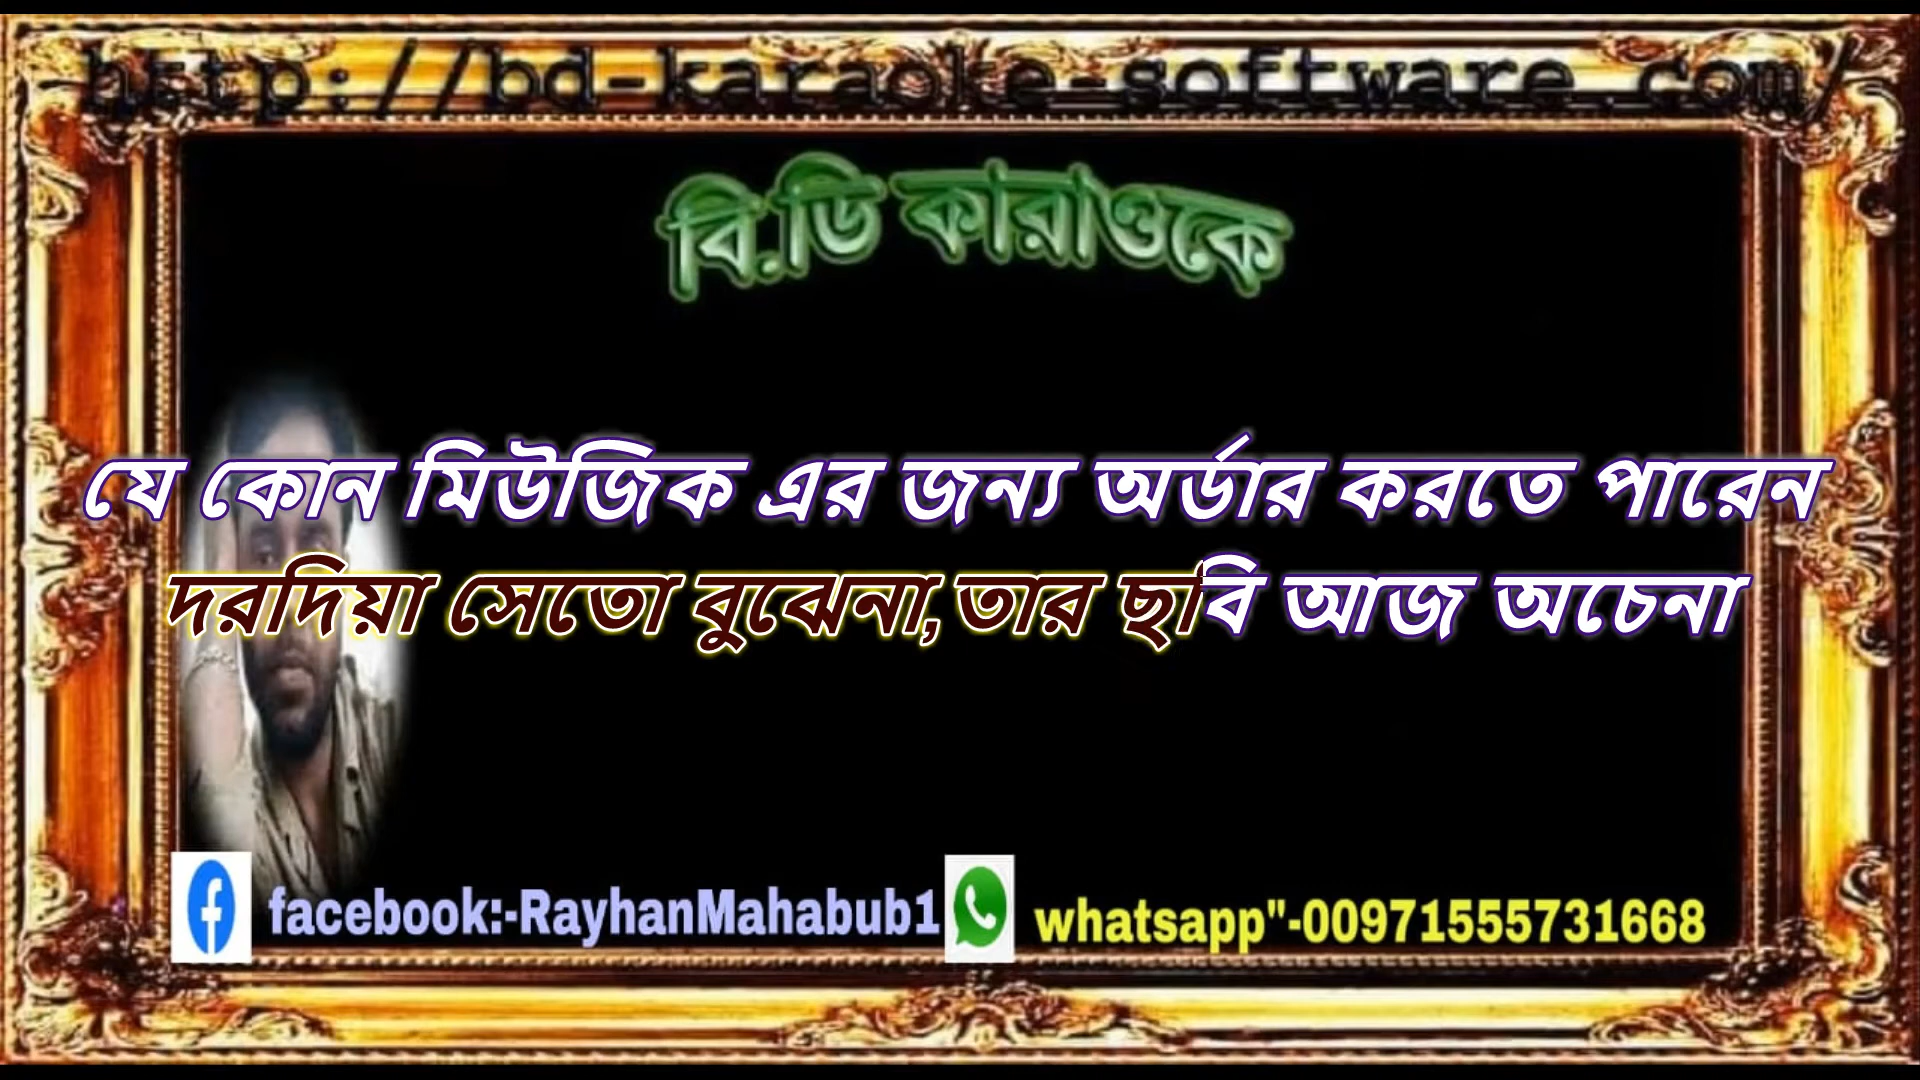 http://bd-karaoke-software.com/
বি.ডি কারাওকে
যে কোন মিউজিক এর জন্য অর্ডার করতে পারেন
দরদিয়া সেতো বুঝেনা,তার ছবি আজ অচেনা
facebook:-RayhanMahabub1
whatsapp"-00971555731668